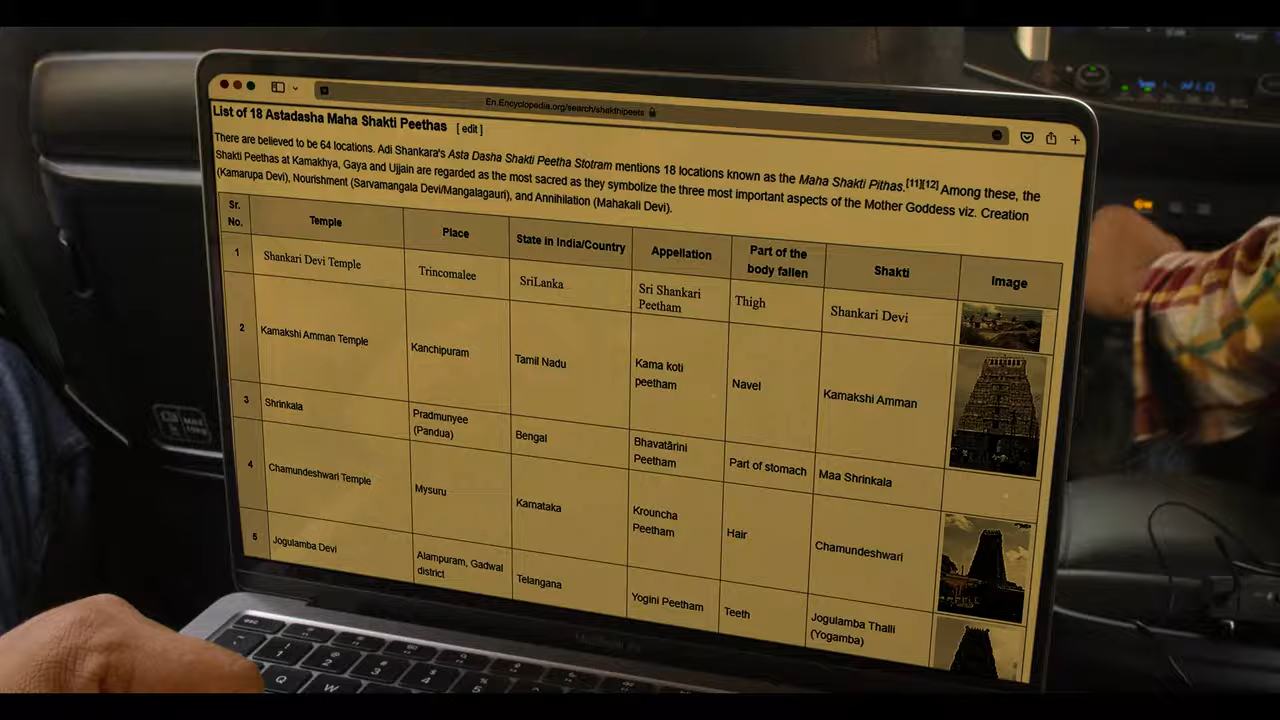 En.Encyclopedia.org/search/shakthipeets
List of 18 Astadasha Maha Shakti Peethas [ edit ]
There are believed to be 64 locations. Adi Shankara's Asta Dasha Shakti Peetha Stotram mentions 18 locations known as the Maha Shakti Pithas.[11][12] Among these, the
Shakti Peethas at Kamakhya, Gaya and Ujjain are regarded as the most sacred as they symbolize the three most important aspects of the Mother Goddess viz. Creation
(Kamarupa Devi), Nourishment (Sarvamangala Devi/Mangalagauri), and Annihilation (Mahakali Devi).
Sr. No. Temple Place State in India/Country Appellation Part of the body fallen Shakti Image
1 Shankari Devi Temple Trincomalee SriLanka Sri Shankari Peetham Thigh Shankari Devi
2 Kamakshi Amman Temple Kanchipuram Tamil Nadu Kama koti peetham Navel Kamakshi Amman
3 Shrinkala Pradmunyee (Pandua) Bengal Bhavatārini Peetham Part of stomach Maa Shrinkala
4 Chamundeshwari Temple Mysuru Karnataka Krouncha Peetham Hair Chamundeshwari
5 Jogulamba Devi Alampuram, Gadwal district Telangana Yogini Peetham Teeth Jogulamba Thalli (Yogamba)
esc
1 2 3 4 5
Q W